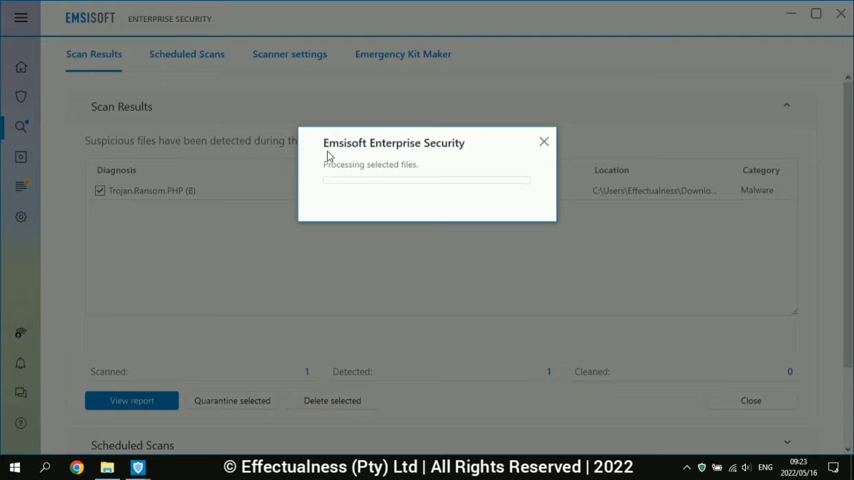 EMSISOFT ENTERPRISE SECURITY
Scan Results Scheduled Scans Scanner settings Emergency Kit Maker
Scan Results
Suspicious files have been detected during th
Emsisoft Enterprise Security
Processing selected files.
Diagnosis Location Category
Trojan.Ransom.PHP (B) C:\Users\Effectualness\Downlo... Malware
Scanned: 1 Detected: 1 Cleaned: 0
View report Quarantine selected Delete selected Close
Scheduled Scans
© Effectualness (Pty) Ltd | All Rights Reserved | 2022
ENG
09:23
2022/05/16